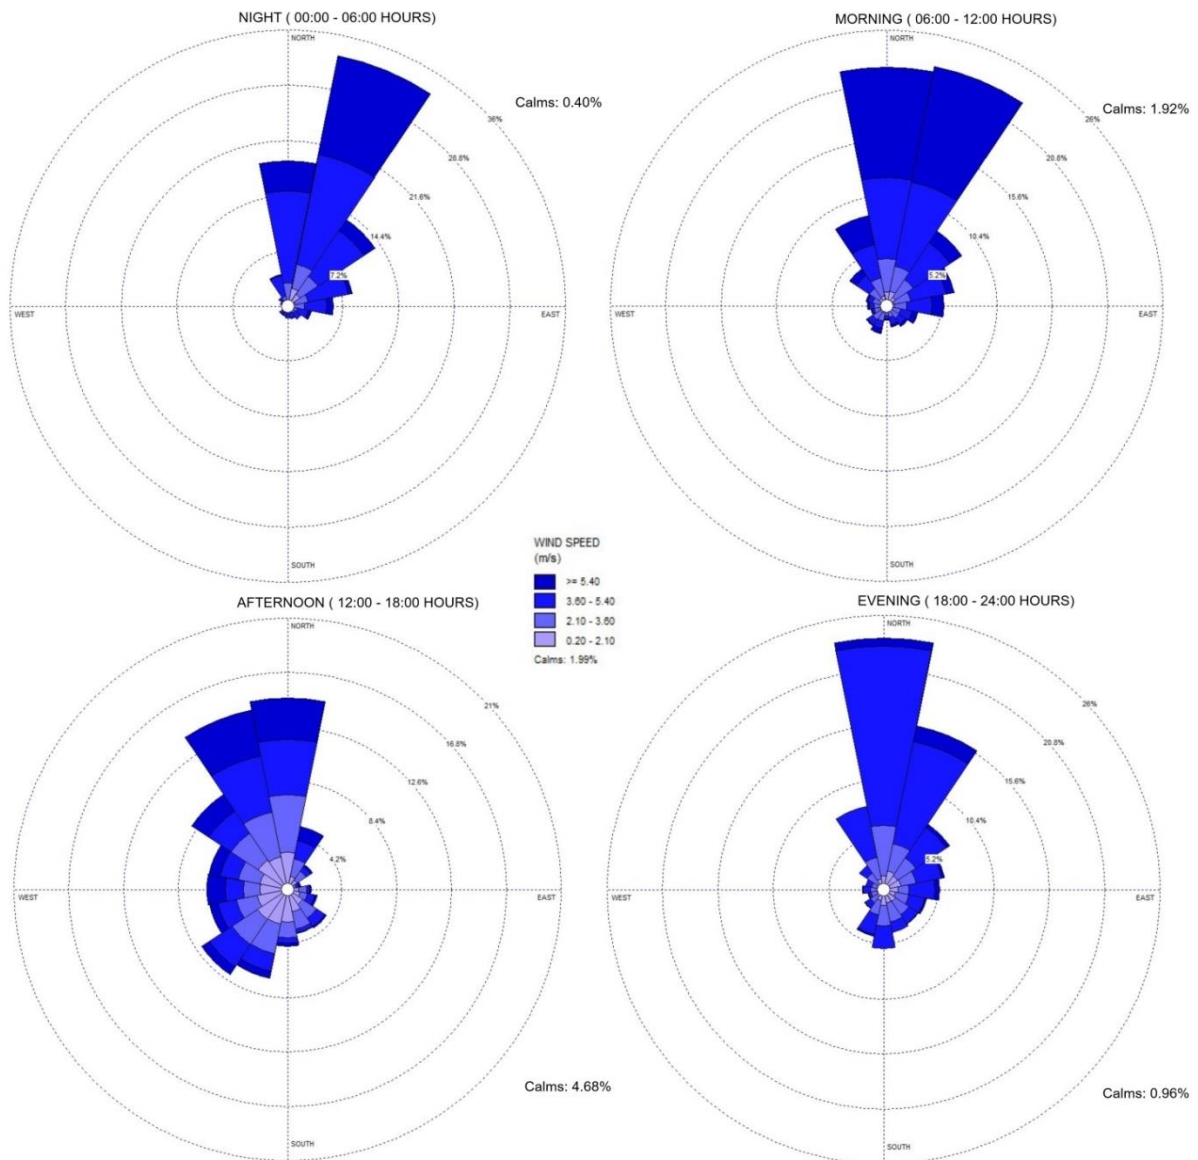 NIGHT ( 00:00 - 06:00 HOURS)
NORTH
Calms: 0.40%
36%
28.8%
21.6%
14.4%
7.2%
WEST
EAST
SOUTH
MORNING ( 06:00 - 12:00 HOURS)
NORTH
Calms: 1.92%
26%
20.8%
15.6%
10.4%
5.2%
WEST
EAST
SOUTH
WIND SPEED
(m/s)
>= 5.40
3.60 - 5.40
2.10 - 3.60
0.20 - 2.10
Calms: 1.99%
AFTERNOON ( 12:00 - 18:00 HOURS)
NORTH
21%
16.8%
12.6%
8.4%
4.2%
WEST
EAST
SOUTH
Calms: 4.68%
EVENING ( 18:00 - 24:00 HOURS)
NORTH
26%
20.8%
15.6%
10.4%
5.2%
WEST
EAST
SOUTH
Calms: 0.96%